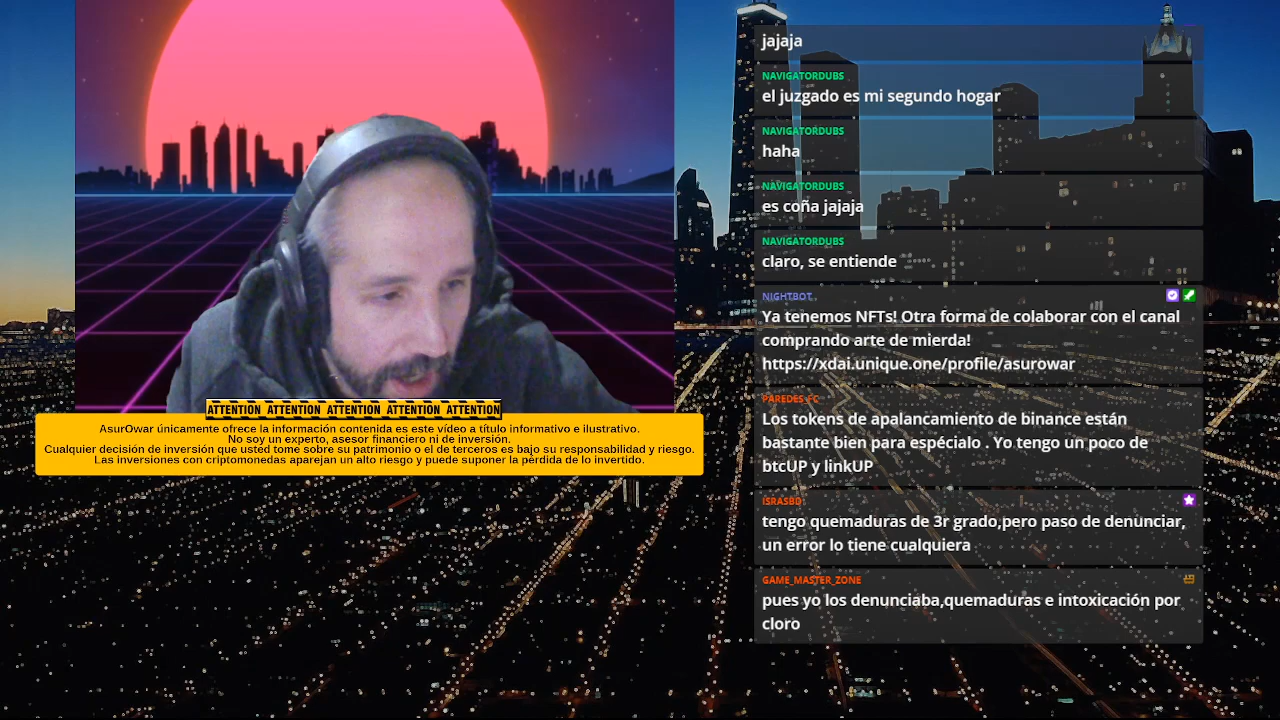 ATTENTION ATTENTION ATTENTION ATTENTION ATTENTION
AsurOwar únicamente ofrece la información contenida es este vídeo a título informativo e ilustrativo.
No soy un experto, asesor financiero ni de inversión.
Cualquier decisión de inversión que usted tome sobre su patrimonio o el de terceros es bajo su responsabilidad y riesgo.
Las inversiones con criptomonedas aparejan un alto riesgo y puede suponer la pérdida de lo invertido.
jajaja
NAVIGATORDUBS
el juzgado es mi segundo hogar
NAVIGATORDUBS
haha
NAVIGATORDUBS
es coña jajaja
NAVIGATORDUBS
claro, se entiende
NIGHTBOT
Ya tenemos NFTs! Otra forma de colaborar con el canal
comprando arte de mierda!
https://xdai.unique.one/profile/asurowar
PAREDES_FC
Los tokens de apalancamiento de binance están
bastante bien para espécialo . Yo tengo un poco de
btcUP y linkUP
ISRASBD
tengo quemaduras de 3r grado,pero paso de denunciar,
un error lo tiene cualquiera
GAME_MASTER_ZONE
pues yo los denunciaba,quemaduras e intoxicación por
cloro